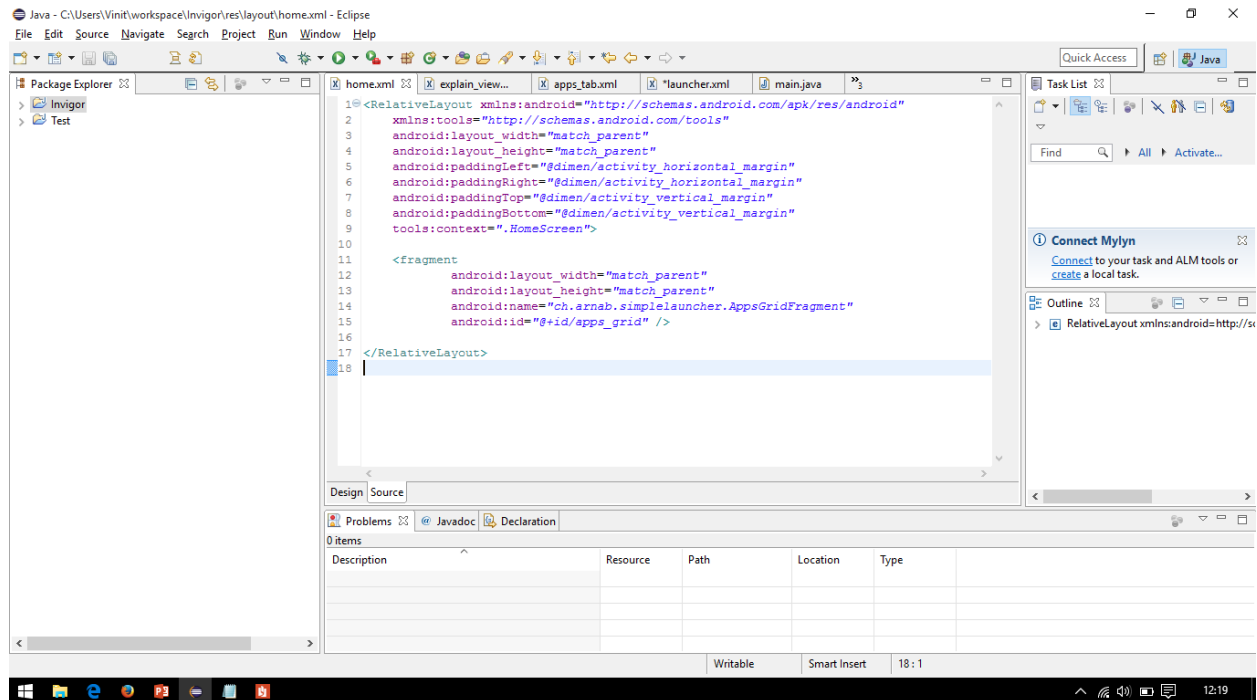 Java - C:\Users\Vinit\workspace\Invigor\res\layout\home.xml - Eclipse
File Edit Source Navigate Search Project Run Window Help
Quick Access
Java
Package Explorer
Invigor
Test
home.xml
explain_view...
apps_tab.xml
*launcher.xml
main.java
»3
1 <RelativeLayout xmlns:android="http://schemas.android.com/apk/res/android"
2 xmlns:tools="http://schemas.android.com/tools"
3 android:layout_width="match_parent"
4 android:layout_height="match_parent"
5 android:paddingLeft="@dimen/activity_horizontal_margin"
6 android:paddingRight="@dimen/activity_horizontal_margin"
7 android:paddingTop="@dimen/activity_vertical_margin"
8 android:paddingBottom="@dimen/activity_vertical_margin"
9 tools:context=".HomeScreen">
10
11 <fragment
12 android:layout_width="match_parent"
13 android:layout_height="match_parent"
14 android:name="ch.arnab.simplelauncher.AppsGridFragment"
15 android:id="@+id/apps_grid" />
16
17 </RelativeLayout>
18
Design Source
Task List
Find All Activate...
Connect Mylyn
Connect to your task and ALM tools or
create a local task.
Outline
RelativeLayout xmlns:android=http://s
Problems Javadoc Declaration
0 items
Description Resource Path Location Type
Writable Smart Insert 18 : 1
12:19